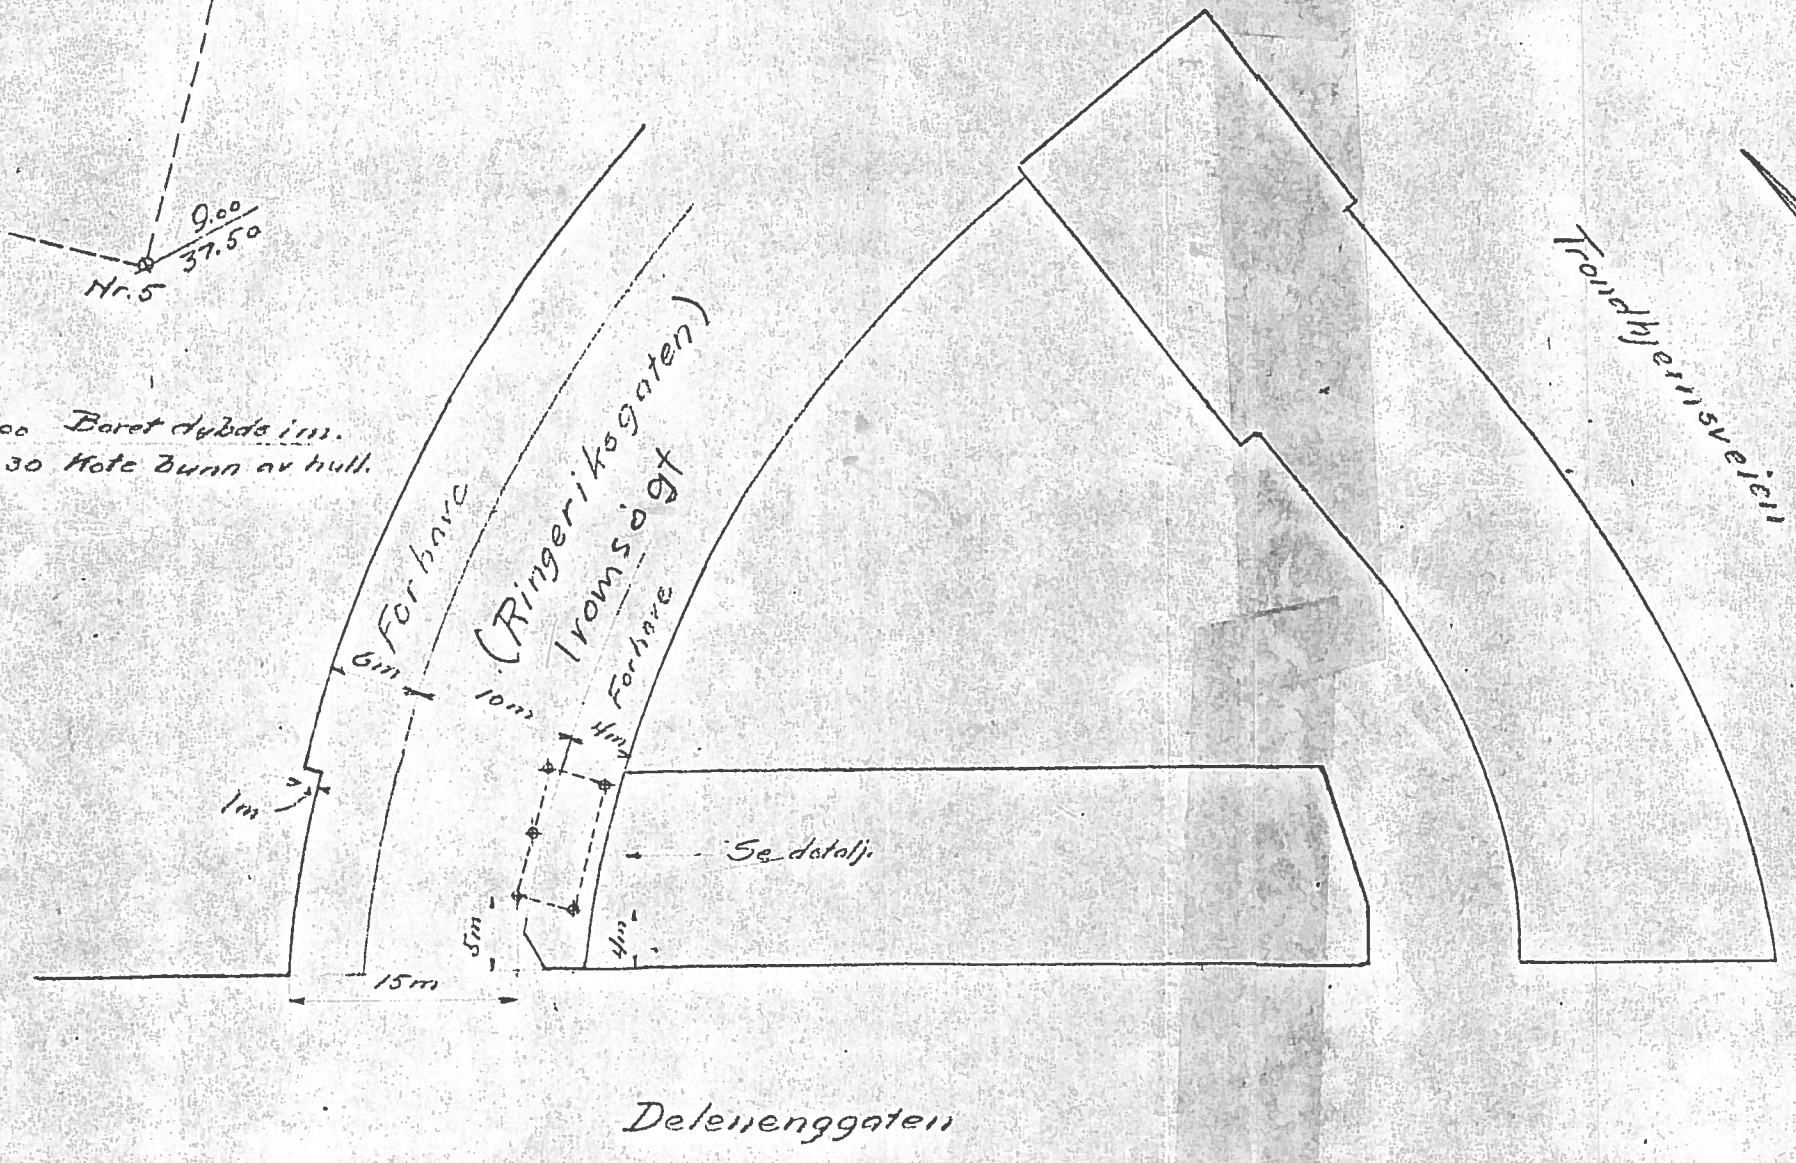 9.00
37.50
Nr. 5
00 Boret dybde i m.
30 Kote bunn av hull.
Forhave
(Ringeriksgaten)
Tromsøgt
Forhave
Trondhjemsveien
6m
10m
4m
1m
Se detalj.
5m
4m
15m
Delenenggaten